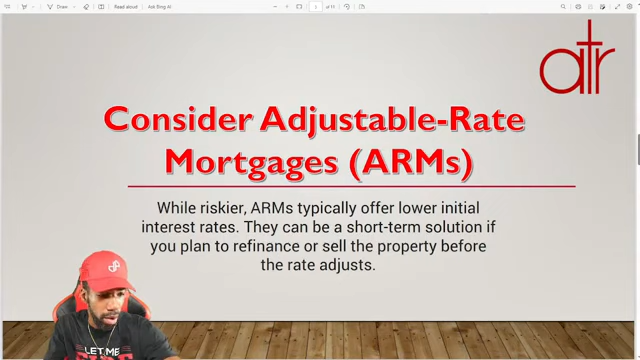 Draw
Read aloud
Ask Bing AI
1
of 11
atr
Consider Adjustable-Rate
Mortgages (ARMs)
While riskier, ARMs typically offer lower initial
interest rates. They can be a short-term solution if
you plan to refinance or sell the property before
the rate adjusts.
LET ME